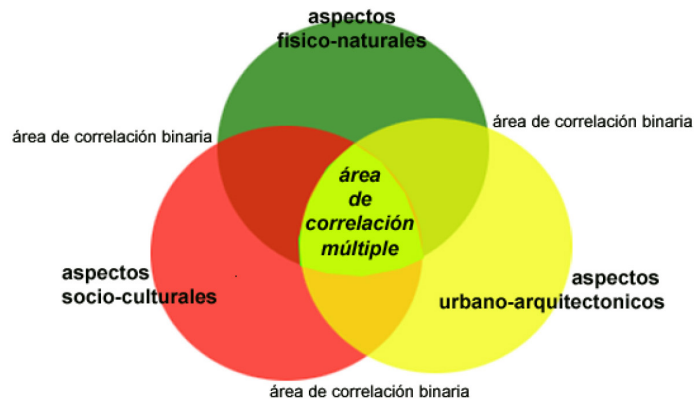 aspectos
fisico-naturales
área de correlación binaria
área de correlación binaria
área
de
correlación
múltiple
aspectos
socio-culturales
aspectos
urbano-arquitectonicos
área de correlación binaria